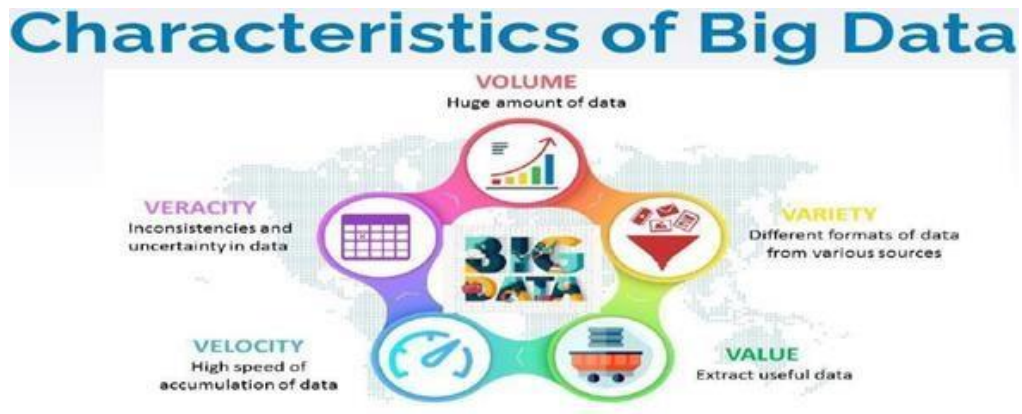 Characteristics of Big Data
VOLUME
Huge amount of data
VERACITY
Inconsistencies and
uncertainty in data
VARIETY
Different formats of data
from various sources
BIG
DATA
VELOCITY
High speed of
accumulation of data
VALUE
Extract useful data